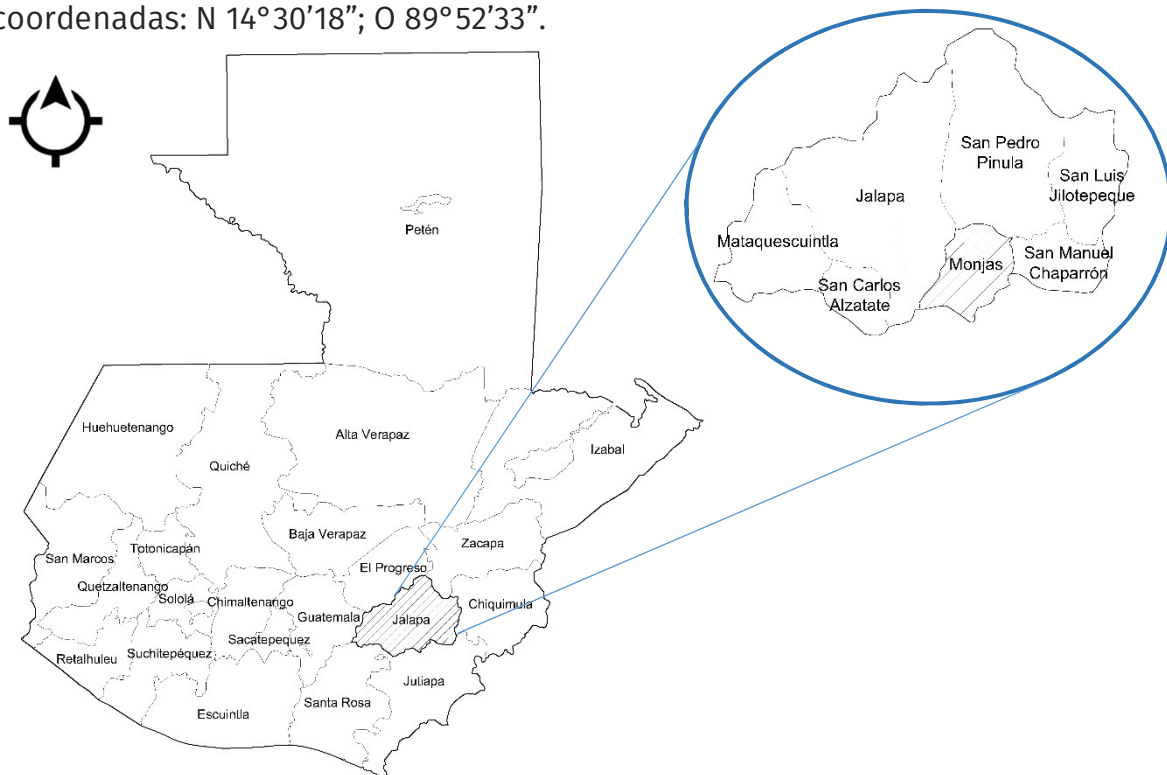 coordenadas: N 14°30’18”; O 89°52’33”.
Petén
Huehuetenango
Quiché
Alta Verapaz
Izabal
San Marcos
Totonicapán
Baja Verapaz
El Progreso
Zacapa
Quetzaltenango
Sololá
Chimaltenango
Guatemala
Jalapa
Chiquimula
Retalhuleu
Suchitepéquez
Sacatepequez
Escuintla
Santa Rosa
Jutiapa
San Pedro
Pinula
San Luis
Jilotepeque
Jalapa
Mataquescuintla
Monjas
San Manuel
Chaparrón
San Carlos
Alzatate